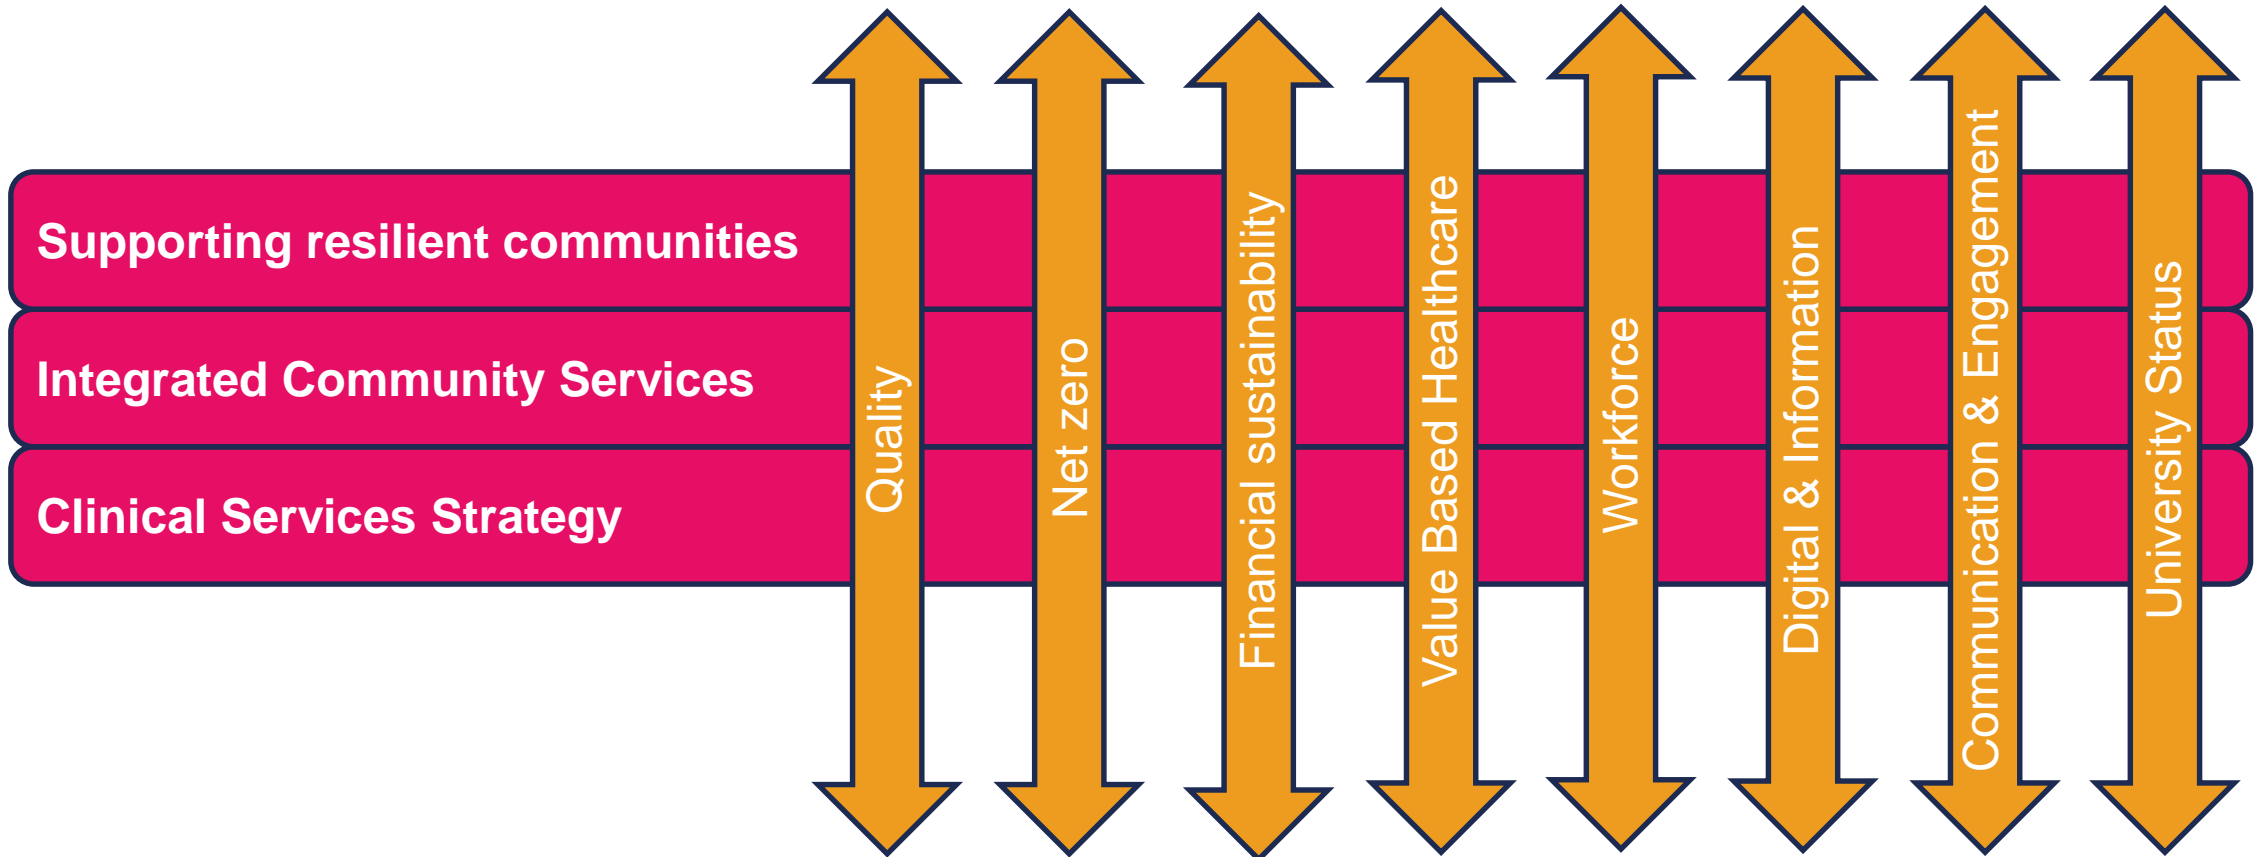 Supporting resilient communities
Integrated Community Services
Clinical Services Strategy
Quality
Net zero
Financial sustainability
Value Based Healthcare
Workforce
Digital & Information
Communication & Engagement
University Status